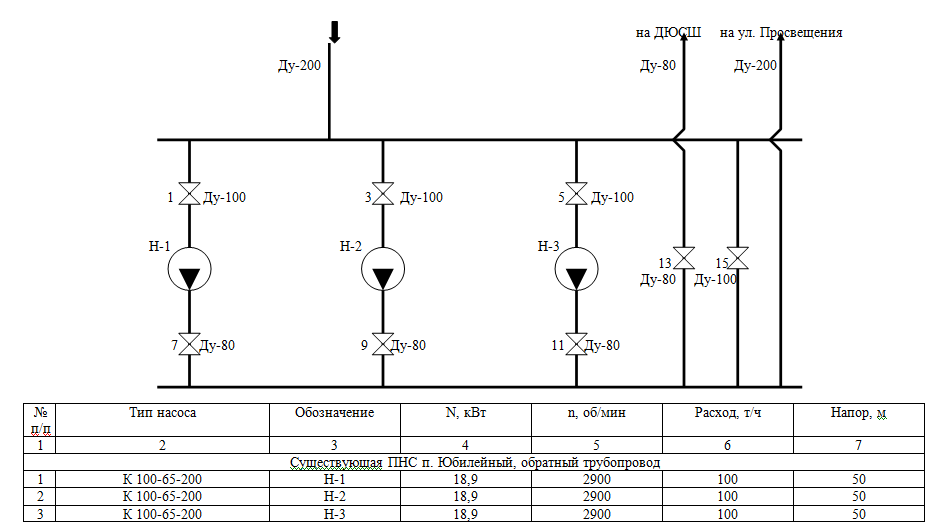 на ДЮСШ на ул. Просвещения
Ду-200 Ду-80 Ду-200
1 Ду-100 3 Ду-100 5 Ду-100
Н-1 Н-2 Н-3
13 15
Ду-80 Ду-100
7 Ду-80 9 Ду-80 11 Ду-80
№ п/п Тип насоса Обозначение N, кВт n, об/мин Расход, т/ч Напор, м
1 2 3 4 5 6 7
Существующая ПНС п. Юбилейный, обратный трубопровод
1 К 100-65-200 Н-1 18,9 2900 100 50
2 К 100-65-200 Н-2 18,9 2900 100 50
3 К 100-65-200 Н-3 18,9 2900 100 50